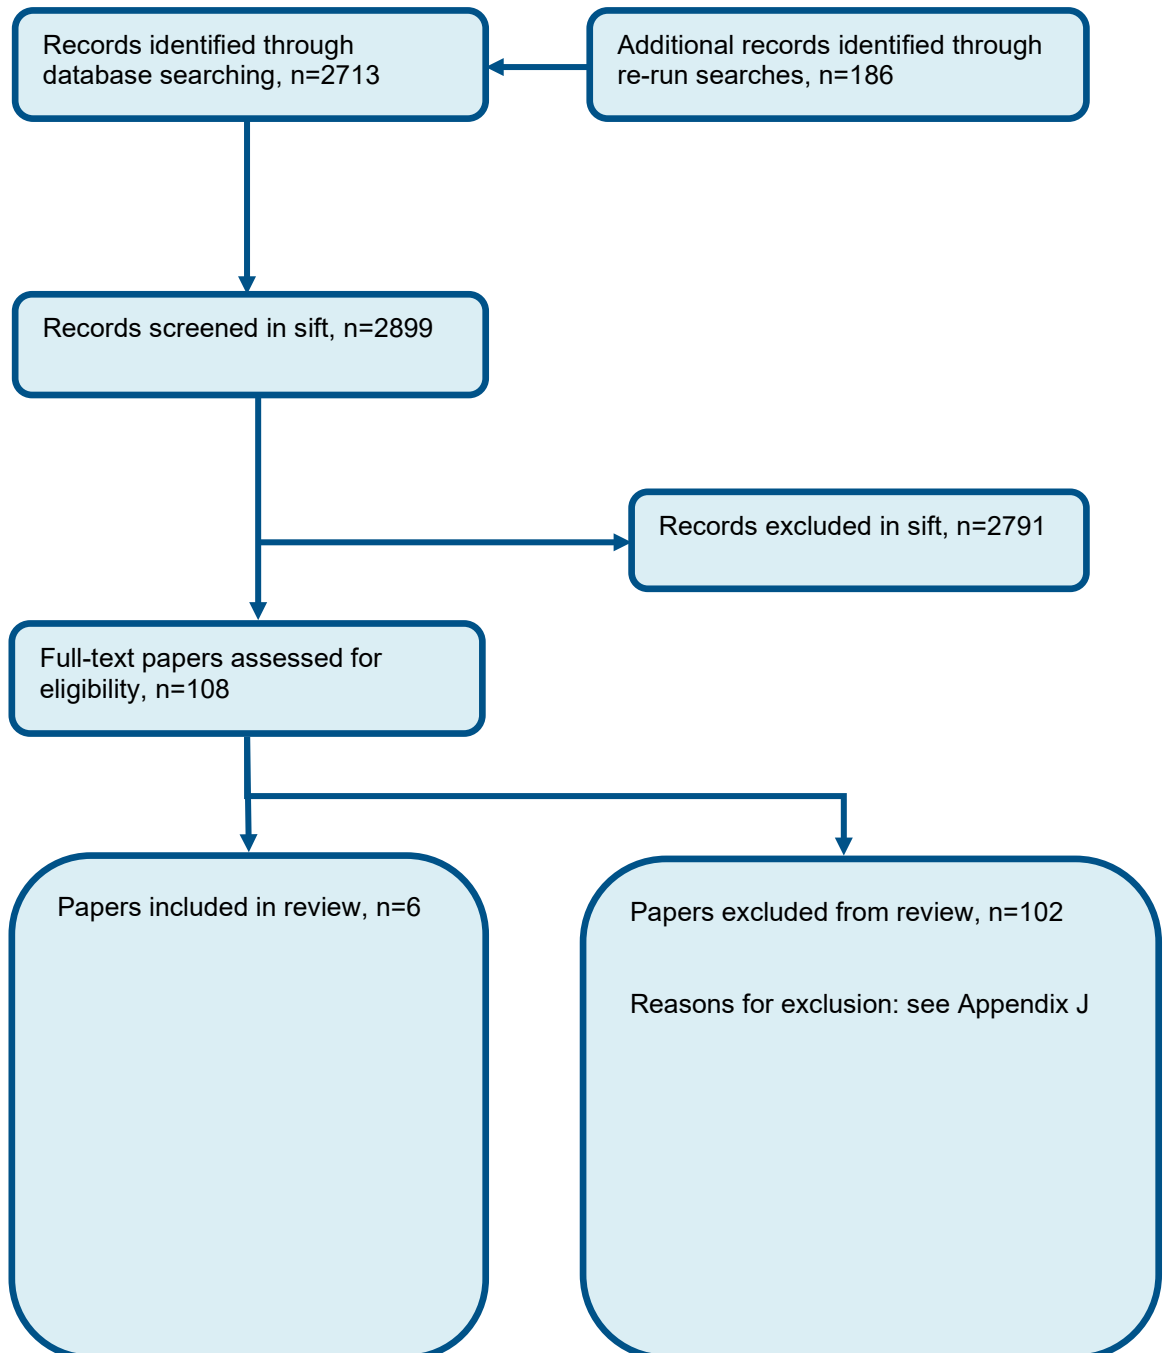 Records identified through
database searching, n=2713
Additional records identified through
re-run searches, n=186
Records screened in sift, n=2899
Records excluded in sift, n=2791
Full-text papers assessed for
eligibility, n=108
Papers included in review, n=6
Papers excluded from review, n=102
Reasons for exclusion: see Appendix J